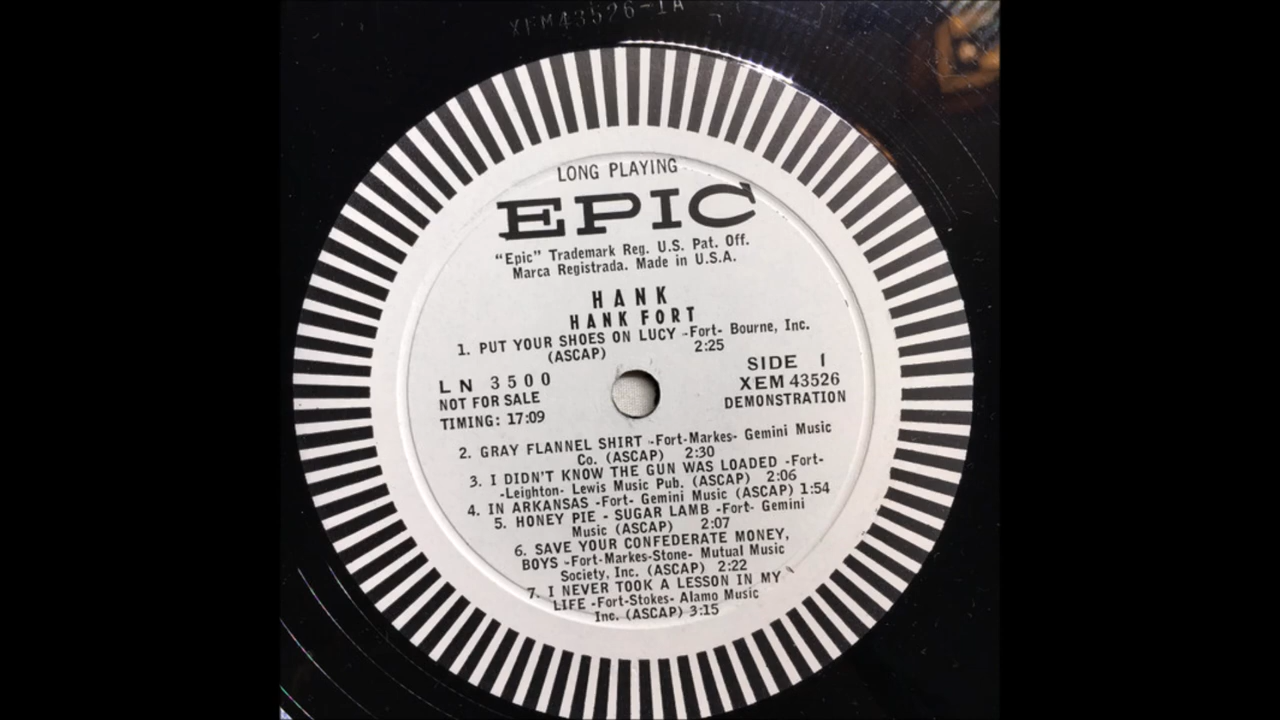 XEM43526-1A
LONG PLAYING
EPIC
"Epic" Trademark Reg. U.S. Pat. Off.
Marca Registrada. Made in U.S.A.
HANK
HANK FORT
1. PUT YOUR SHOES ON LUCY -Fort- Bourne, Inc.
(ASCAP) 2:25
LN 3500
NOT FOR SALE
TIMING: 17:09
SIDE 1
XEM 43526
DEMONSTRATION
2. GRAY FLANNEL SHIRT -Fort-Markes- Gemini Music
Co. (ASCAP) 2:30
3. I DIDN'T KNOW THE GUN WAS LOADED -Fort-
-Leighton- Lewis Music Pub. (ASCAP) 2:06
4. IN ARKANSAS -Fort- Gemini Music (ASCAP) 1:54
5. HONEY PIE - SUGAR LAMB -Fort- Gemini
Music (ASCAP) 2:07
6. SAVE YOUR CONFEDERATE MONEY,
BOYS -Fort-Markes-Stone- Mutual Music
Society, Inc. (ASCAP) 2:22
7. I NEVER TOOK A LESSON IN MY
LIFE -Fort-Stokes- Alamo Music
Inc. (ASCAP) 3:15